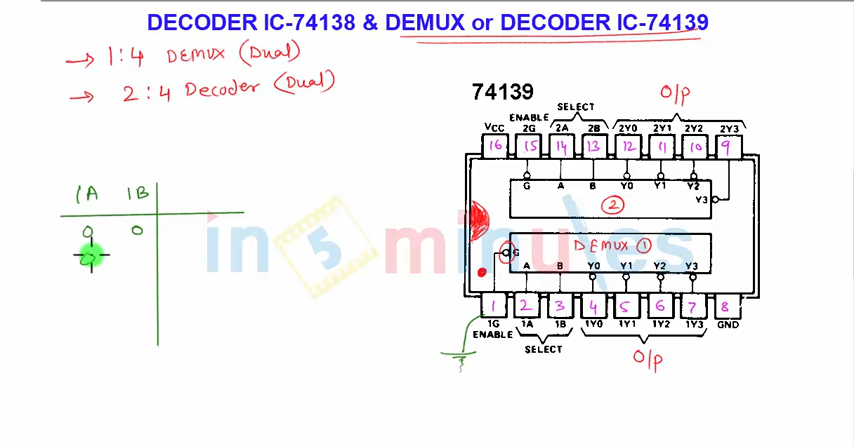 DECODER IC-74138 & DEMUX or DECODER IC-74139
→ 1:4 DEMUX (Dual)
→ 2:4 Decoder (Dual)
74139
O/p
SELECT
ENABLE
VCC 2G 2A 2B 2Y0 2Y1 2Y2 2Y3
16 15 14 13 12 11 10 9
G A B Y0 Y1 Y2
Y3
2
1A 1B
0 0
0
in 5 minutes
DEMUX 1
G
A B Y0 Y1 Y2 Y3
1 2 3 4 5 6 7 8
1G 1A 1B 1Y0 1Y1 1Y2 1Y3 GND
ENABLE
SELECT
O/p